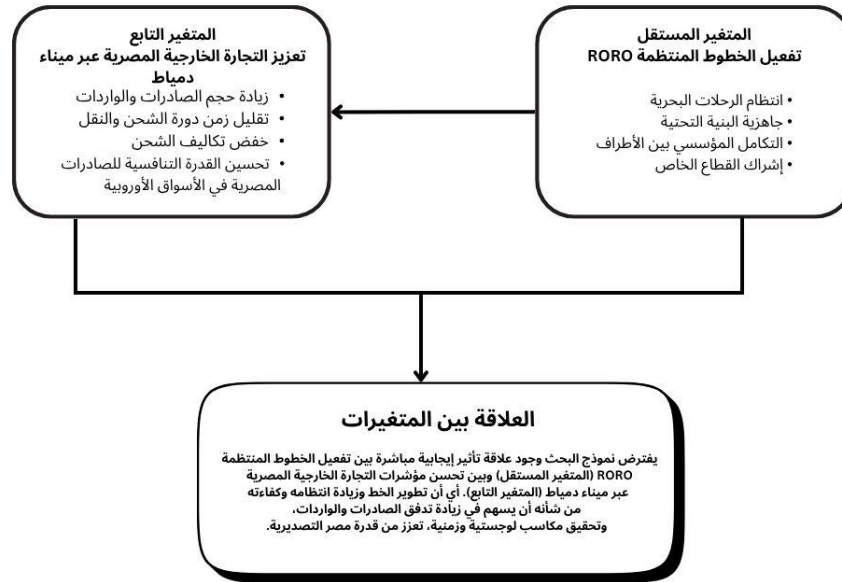 المتغير المستقل
تفعيل الخطوط المنتظمة RORO
• انتظام الرحلات البحرية
• جاهزية البنية التحتية
• التكامل المؤسسي بين الأطراف
• إشراك القطاع الخاص
المتغير التابع
تعزيز التجارة الخارجية المصرية عبر ميناء
دمياط
• زيادة حجم الصادرات والواردات
• تقليل زمن دورة الشحن والنقل
• خفض تكاليف الشحن
• تحسين القدرة التنافسية للصادرات
المصرية في الأسواق الأوروبية
العلاقة بين المتغيرات
يفترض نموذج البحث وجود علاقة تأثير إيجابية مباشرة بين تفعيل الخطوط المنتظمة
RORO (المتغير المستقل) وبين تحسن مؤشرات التجارة الخارجية المصرية
عبر ميناء دمياط (المتغير التابع). أي أن تطوير الخط وزيادة انتظامه وكفاءته
من شأنه أن يسهم في زيادة تدفق الصادرات والواردات،
وتحقيق مكاسب لوجستية وزمنية، تعزز من قدرة مصر التصديرية.